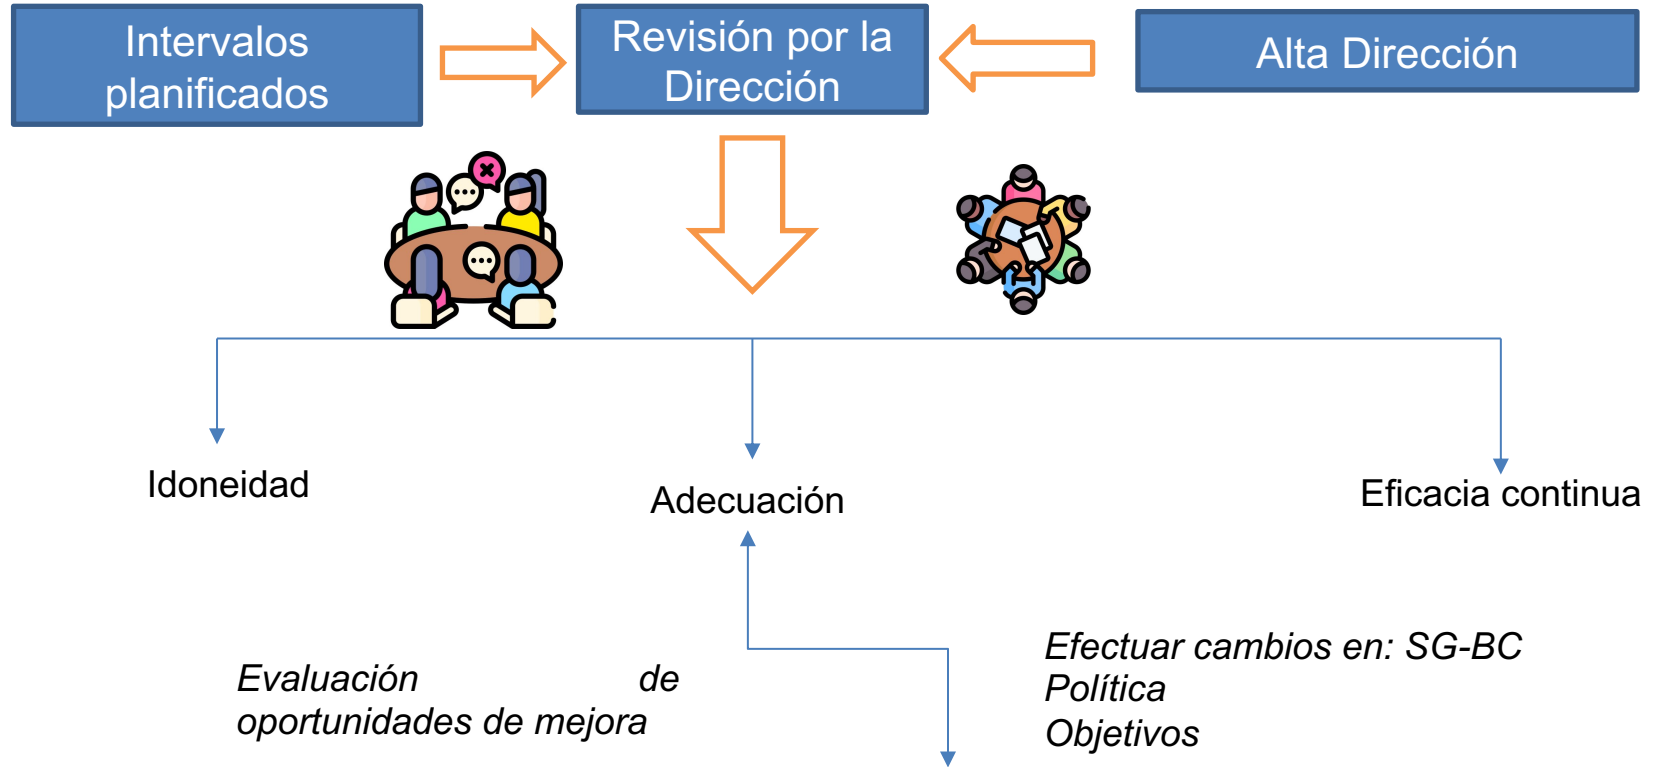 Intervalos
planificados
Revisión por la
Dirección
Alta Dirección
Idoneidad
Adecuación
Eficacia continua
Evaluación de
oportunidades de mejora
Efectuar cambios en: SG-BC
Política
Objetivos